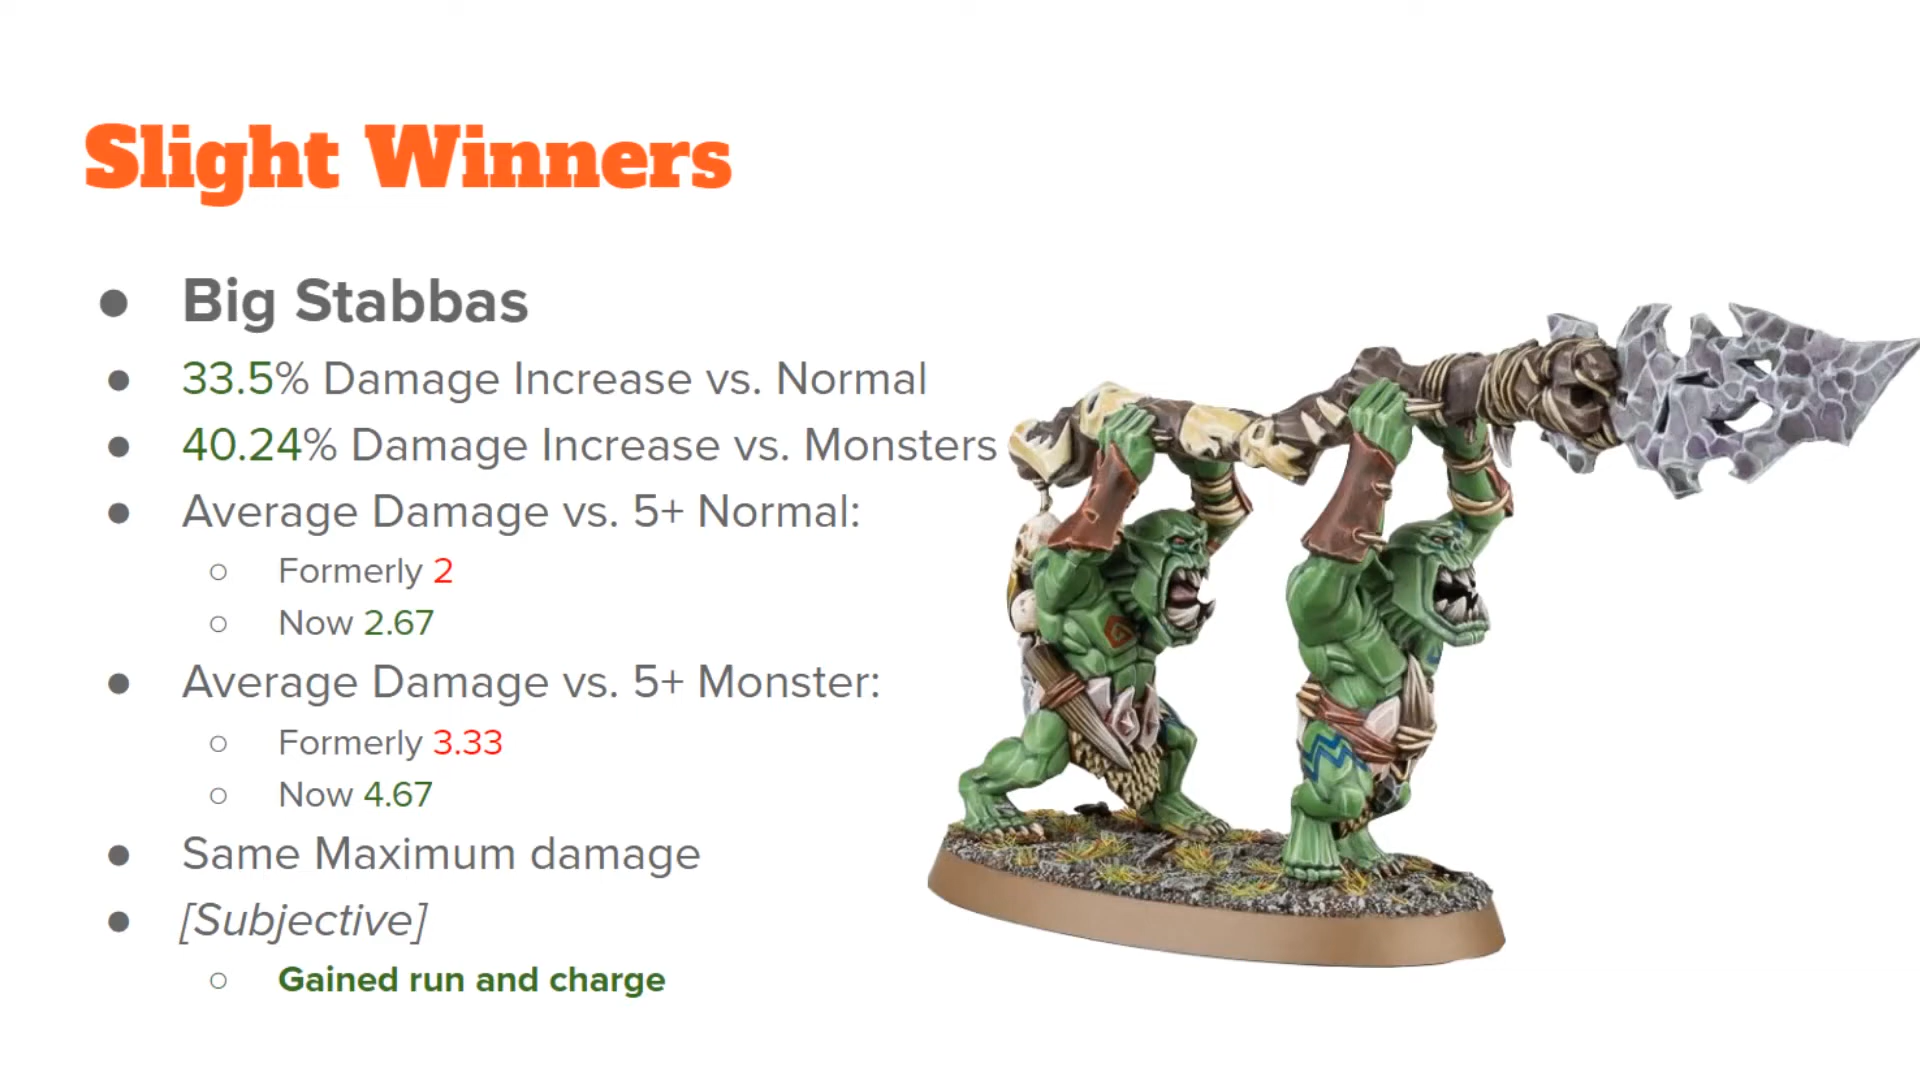 Slight Winners
Big Stabbas
33.5% Damage Increase vs. Normal
40.24% Damage Increase vs. Monsters
Average Damage vs. 5+ Normal:
Formerly 2
Now 2.67
Average Damage vs. 5+ Monster:
Formerly 3.33
Now 4.67
Same Maximum damage
[Subjective]
Gained run and charge